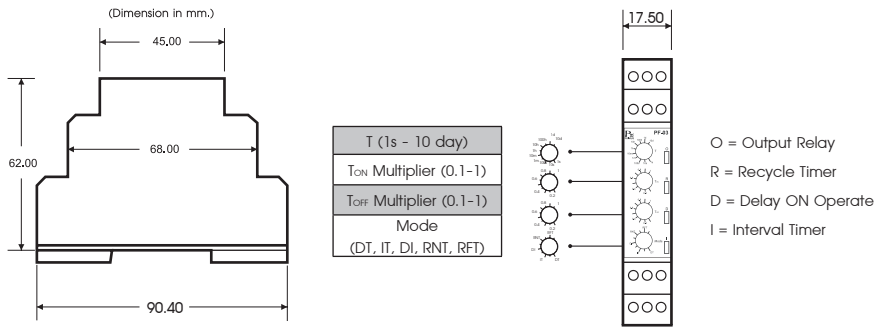 (Dimension in mm.)
45.00
68.00
62.00
90.40
T (1s - 10 day)
TON Multiplier (0.1-1)
TOFF Multiplier (0.1-1)
Mode
(DT, IT, DI, RNT, RFT)
17.50
PF-03
O = Output Relay
R = Recycle Timer
D = Delay ON Operate
I = Interval Timer